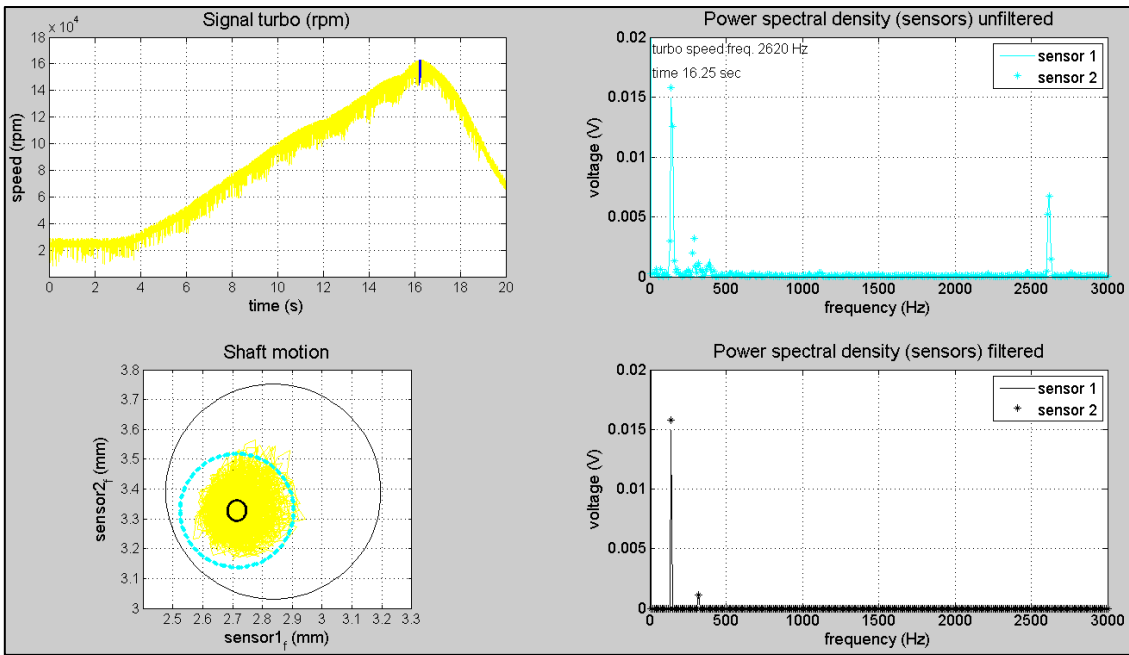 Signal turbo (rpm)
x 10⁴
18
16
14
12
10
8
6
4
2
speed (rpm)
0 2 4 6 8 10 12 14 16 18 20
time (s)
Power spectral density (sensors) unfiltered
turbo speed freq. 2620 Hz
time 16.25 sec
sensor 1
sensor 2
0.02
0.015
0.01
0.005
0
voltage (V)
0 500 1000 1500 2000 2500 3000
frequency (Hz)
Shaft motion
3.8
3.7
3.6
3.5
3.4
3.3
3.2
3.1
3
sensor2f (mm)
2.5 2.6 2.7 2.8 2.9 3 3.1 3.2 3.3
sensor1f (mm)
Power spectral density (sensors) filtered
sensor 1
sensor 2
0.02
0.015
0.01
0.005
0
voltage (V)
0 500 1000 1500 2000 2500 3000
frequency (Hz)